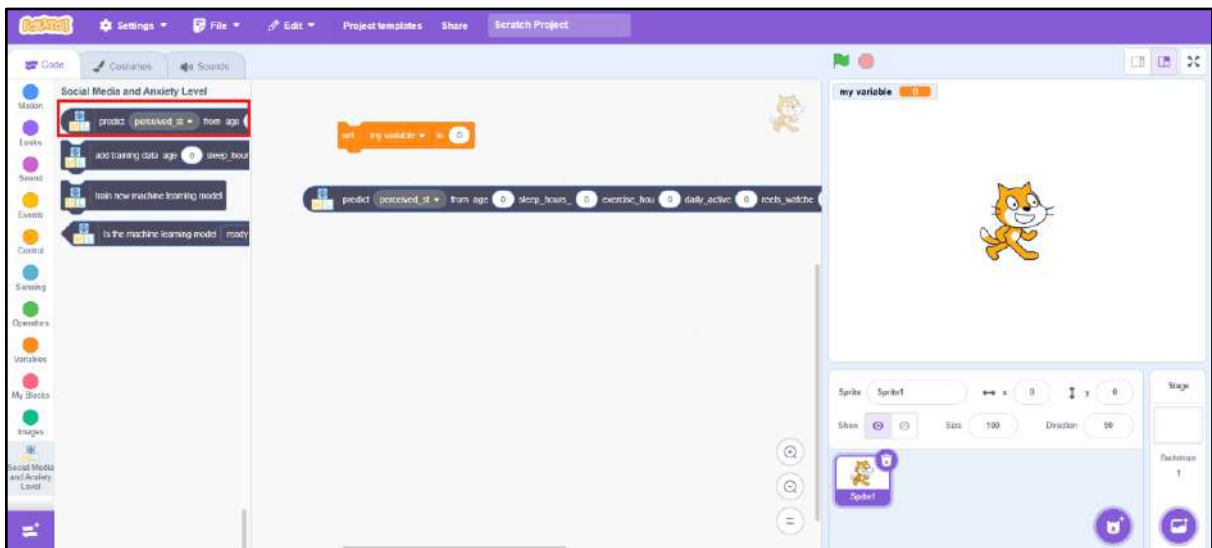 SCRATCH Settings File Edit Project templates Share Scratch Project
Code Costumes Sounds
Motion
Looks
Sound
Events
Control
Sensing
Operators
Variables
My Blocks
Images
Social Media and Anxiety Level
Social Media and Anxiety Level
predict perceived_st from age
add training data age 0 sleep_hour
train new machine learning model
Is the machine learning model ready
set my variable to 0
predict perceived_st from age 0 sleep_hours_ 0 exercise_hou 0 daily_active 0 reels_watche
my variable 0
Sprite Sprite1 x 0 y 0
Show Size 100 Direction 90
Sprite1
Stage
Backdrops
1